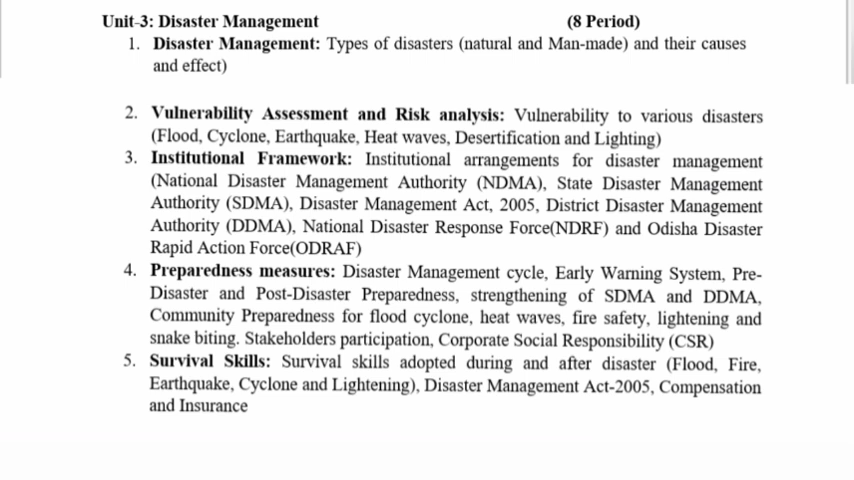 Unit-3: Disaster Management (8 Period)
1. Disaster Management: Types of disasters (natural and Man-made) and their causes
and effect)
2. Vulnerability Assessment and Risk analysis: Vulnerability to various disasters
(Flood, Cyclone, Earthquake, Heat waves, Desertification and Lighting)
3. Institutional Framework: Institutional arrangements for disaster management
(National Disaster Management Authority (NDMA), State Disaster Management
Authority (SDMA), Disaster Management Act, 2005, District Disaster Management
Authority (DDMA), National Disaster Response Force(NDRF) and Odisha Disaster
Rapid Action Force(ODRAF)
4. Preparedness measures: Disaster Management cycle, Early Warning System, Pre-
Disaster and Post-Disaster Preparedness, strengthening of SDMA and DDMA,
Community Preparedness for flood cyclone, heat waves, fire safety, lightening and
snake biting. Stakeholders participation, Corporate Social Responsibility (CSR)
5. Survival Skills: Survival skills adopted during and after disaster (Flood, Fire,
Earthquake, Cyclone and Lightening), Disaster Management Act-2005, Compensation
and Insurance